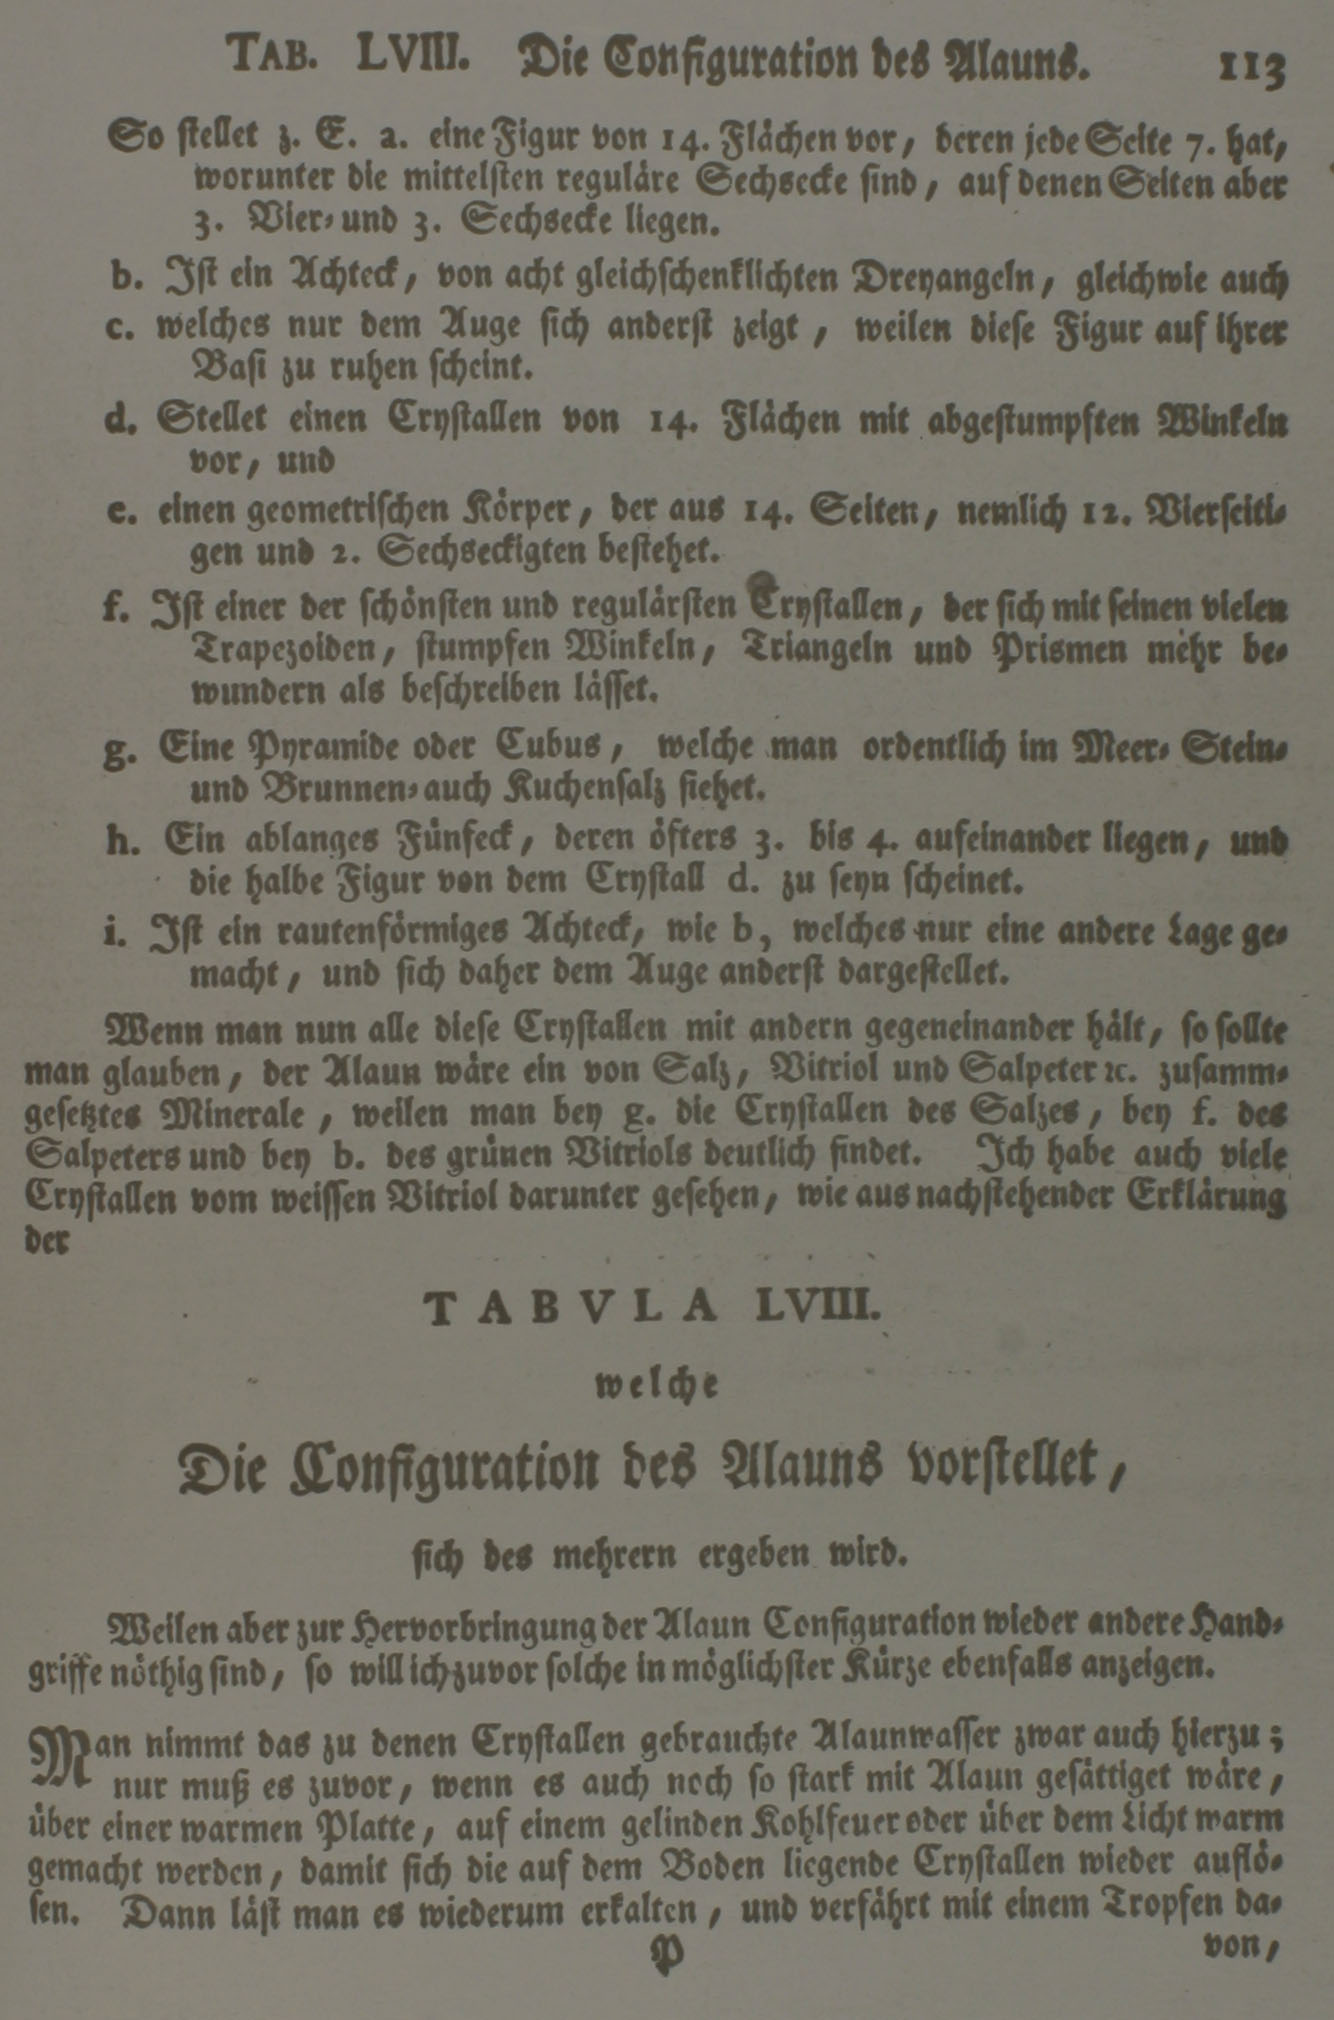 TAB. LVIII. Die Configuration des Alauns. 113
So stellet z. E. a. eine Figur von 14. Flächen vor, deren jede Seite 7. hat,
worunter die mittelsten reguläre Sechsecke sind, auf denen Seiten aber
3. Vier- und 3. Sechsecke liegen.
b. Ist ein Achteck, von acht gleichschenklichten Dreyangeln, gleichwie auch
c. welches nur dem Auge sich anderst zeigt, weilen diese Figur auf ihrer
Basi zu ruhen scheint.
d. Stellet einen Crystallen von 14. Flächen mit abgestumpften Winkeln
vor, und
e. einen geometrischen Körper, der aus 14. Seiten, nemlich 12. Vierseiti-
gen und 2. Sechseckigten bestehet.
f. Ist einer der schönsten und regulärsten Crystallen, der sich mit seinen vielen
Trapezoiden, stumpfen Winkeln, Triangeln und Prismen mehr be-
wundern als beschreiben lässet.
g. Eine Pyramide oder Cubus, welche man ordentlich im Meer- Stein-
und Brunnen- auch Kuchensalz siehet.
h. Ein ablanges Fünfeck, deren öfters 3. bis 4. aufeinander liegen, und
die halbe Figur von dem Crystall d. zu seyn scheinet.
i. Ist ein rautenförmiges Achteck, wie b, welches nur eine andere Lage ge-
macht, und sich daher dem Auge anderst dargestellet.
Wenn man nun alle diese Crystallen mit andern gegeneinander hält, so sollte
man glauben, der Alaun wäre ein von Salz, Vitriol und Salpeter ꝛc. zusamm-
gesetztes Minerale, weilen man bey g. die Crystallen des Salzes, bey f. des
Salpeters und bey b. des grünen Vitriols deutlich findet. Ich habe auch viele
Crystallen vom weissen Vitriol darunter gesehen, wie aus nachstehender Erklärung
der
TABVLA LVIII.
welche
Die Configuration des Alauns vorstellet,
sich des mehrern ergeben wird.
Weilen aber zur Hervorbringung der Alaun Configuration wieder andere Hand-
griffe nöthig sind, so will ich zuvor solche in möglichster Kürze ebenfalls anzeigen.
Man nimmt das zu denen Crystallen gebrauchte Alaunwasser zwar auch hierzu;
nur muß es zuvor, wenn es auch noch so stark mit Alaun gesättiget wäre,
über einer warmen Platte, auf einem gelinden Kohlfeuer oder über dem Licht warm
gemacht werden, damit sich die auf dem Boden liegende Crystallen wieder auflö-
sen. Dann läst man es wiederum erkalten, und verfährt mit einem Tropfen da-
P von,